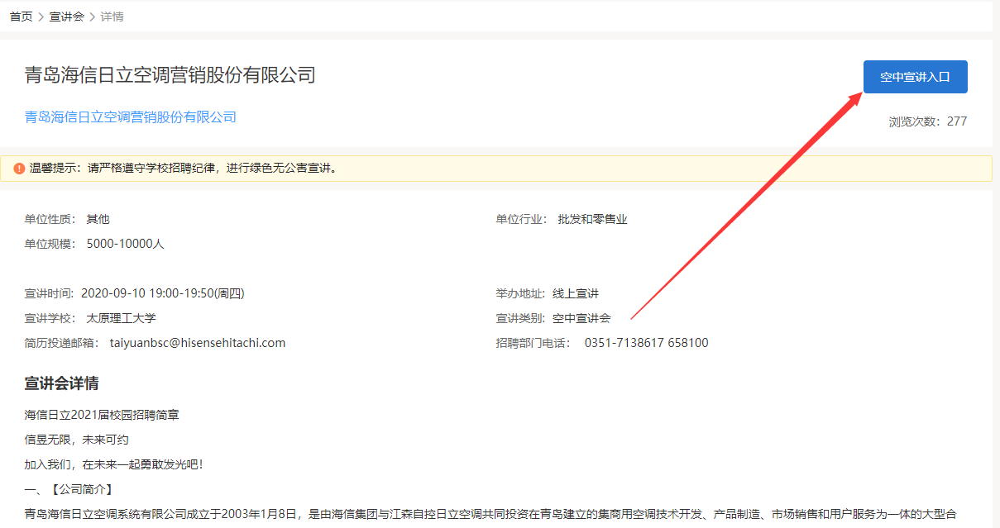 首页 > 宣讲会 > 详情
青岛海信日立空调营销股份有限公司
空中宣讲入口
青岛海信日立空调营销股份有限公司
浏览次数：277
温馨提示：请严格遵守学校招聘纪律，进行绿色无公害宣讲。
单位性质： 其他
单位行业： 批发和零售业
单位规模： 5000-10000人
宣讲时间: 2020-09-10 19:00-19:50(周四)
举办地址: 线上宣讲
宣讲学校： 太原理工大学
宣讲类别: 空中宣讲会
简历投递邮箱： taiyuanbsc@hisensehitachi.com
招聘部门电话： 0351-7138617 658100
宣讲会详情
海信日立2021届校园招聘简章
信昱无限，未来可约
加入我们，在未来一起勇敢发光吧！
一、【公司简介】
青岛海信日立空调系统有限公司成立于2003年1月8日，是由海信集团与江森自控日立空调共同投资在青岛建立的集商用空调技术开发、产品制造、市场销售和用户服务为一体的大型合